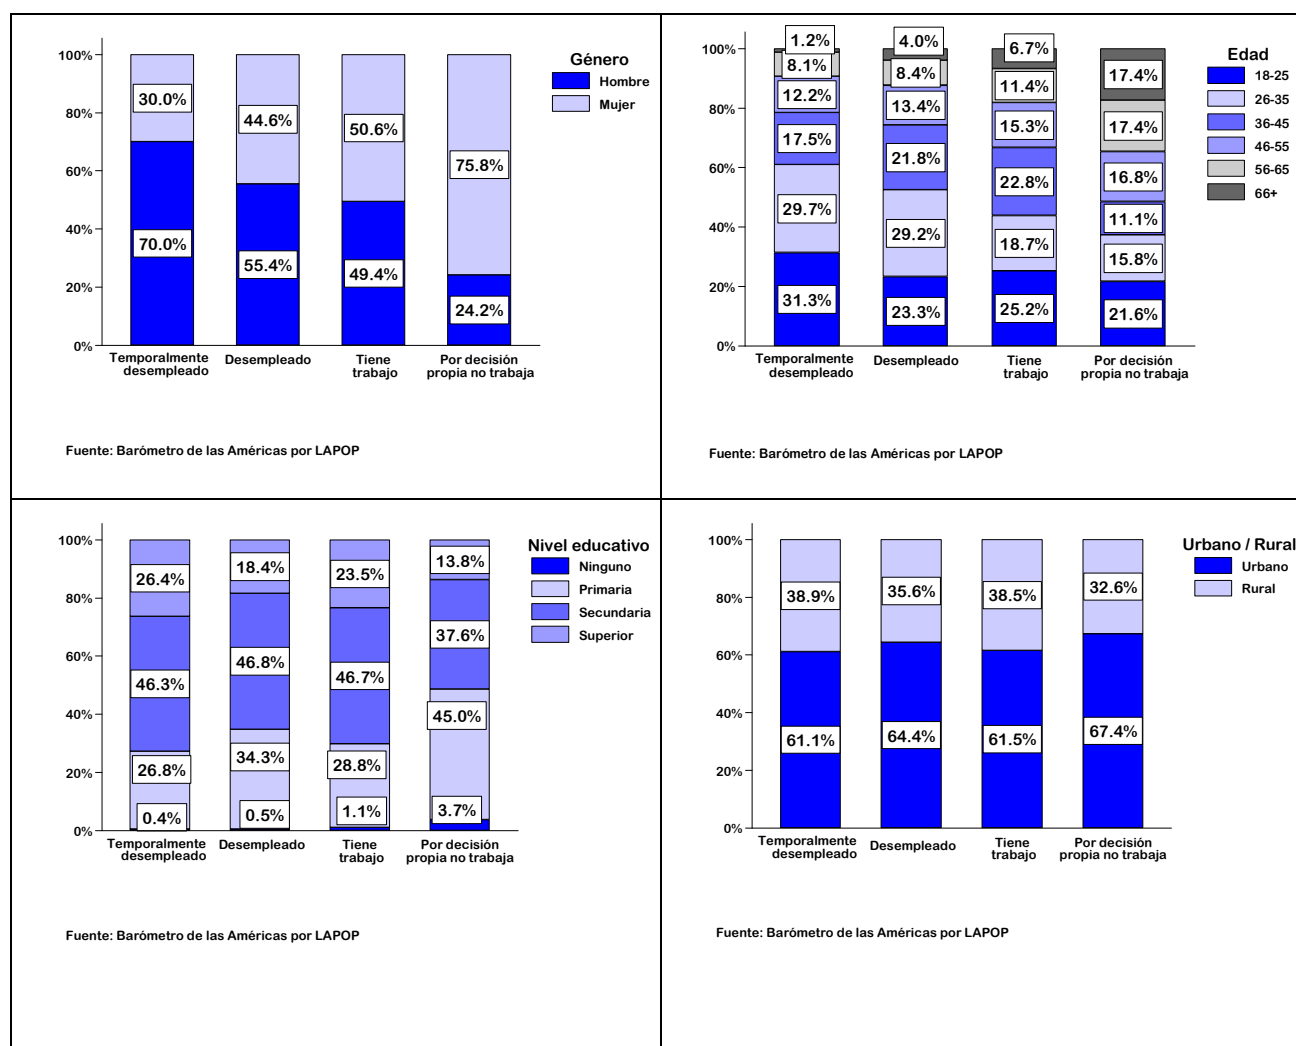 Género
Hombre
Mujer
100%
80%
60%
40%
20%
0%
30.0%
44.6%
50.6%
75.8%
70.0%
55.4%
49.4%
24.2%
Temporalmente
desempleado
Desempleado
Tiene
trabajo
Por decisión
propia no trabaja
Fuente: Barómetro de las Américas por LAPOP
Edad
18-25
26-35
36-45
46-55
56-65
66+
100%
80%
60%
40%
20%
0%
1.2%
8.1%
12.2%
17.5%
29.7%
31.3%
4.0%
8.4%
13.4%
21.8%
29.2%
23.3%
6.7%
11.4%
15.3%
22.8%
18.7%
25.2%
17.4%
17.4%
16.8%
11.1%
15.8%
21.6%
Temporalmente
desempleado
Desempleado
Tiene
trabajo
Por decisión
propia no trabaja
Fuente: Barómetro de las Américas por LAPOP
Nivel educativo
Ninguno
Primaria
Secundaria
Superior
100%
80%
60%
40%
20%
0%
26.4%
46.3%
26.8%
0.4%
18.4%
46.8%
34.3%
0.5%
23.5%
46.7%
28.8%
1.1%
13.8%
37.6%
45.0%
3.7%
Temporalmente
desempleado
Desempleado
Tiene
trabajo
Por decisión
propia no trabaja
Fuente: Barómetro de las Américas por LAPOP
Urbano / Rural
Urbano
Rural
100%
80%
60%
40%
20%
0%
38.9%
35.6%
38.5%
32.6%
61.1%
64.4%
61.5%
67.4%
Temporalmente
desempleado
Desempleado
Tiene
trabajo
Por decisión
propia no trabaja
Fuente: Barómetro de las Américas por LAPOP